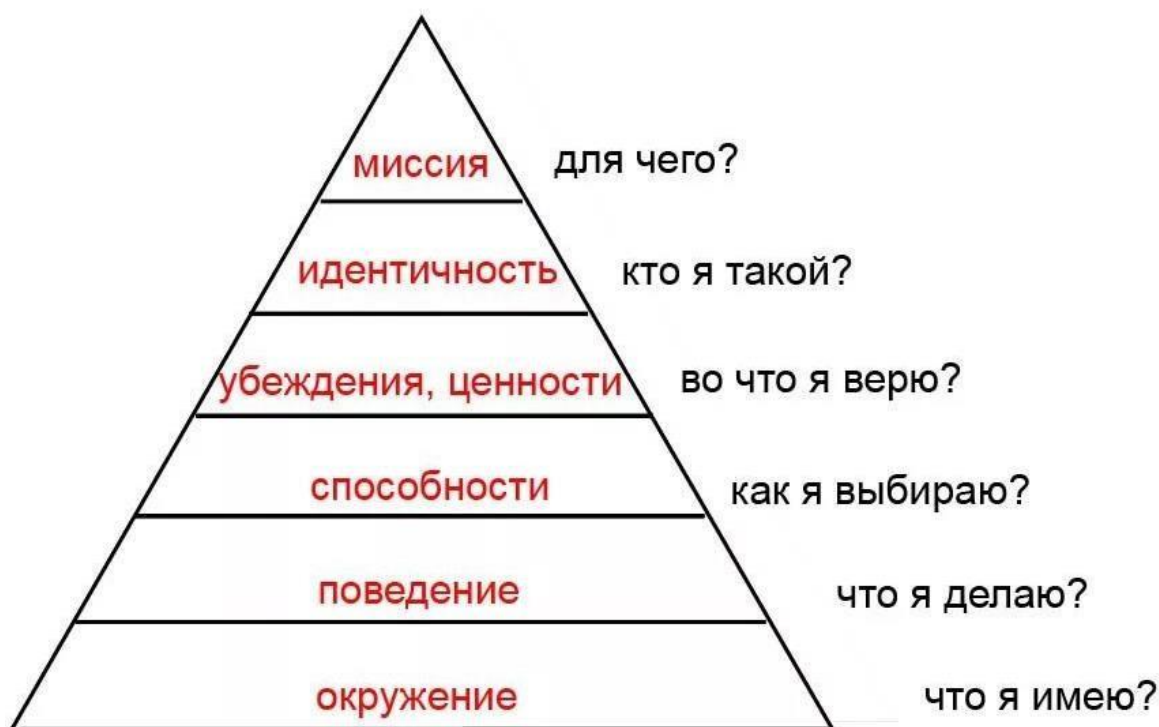 миссия для чего?
идентичность кто я такой?
убеждения, ценности во что я верю?
способности как я выбираю?
поведение что я делаю?
окружение что я имею?